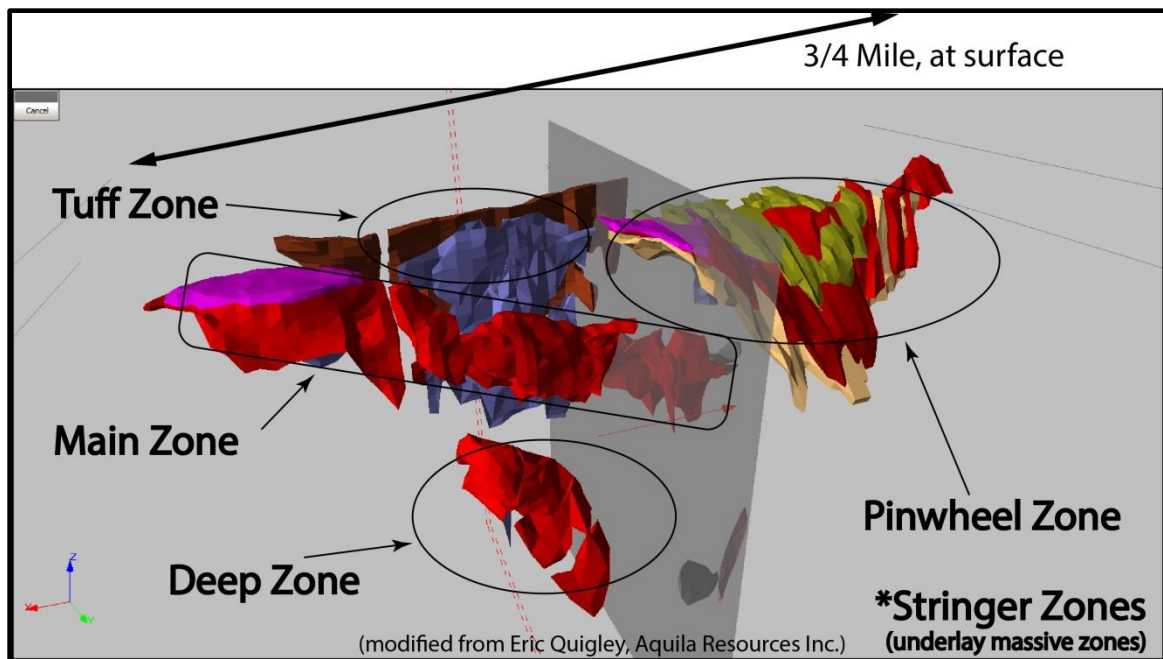 3/4 Mile, at surface
Cancel
Tuff Zone
Main Zone
Pinwheel Zone
Deep Zone
*Stringer Zones
(underlay massive zones)
(modified from Eric Quigley, Aquila Resources Inc.)
Z
X
Y